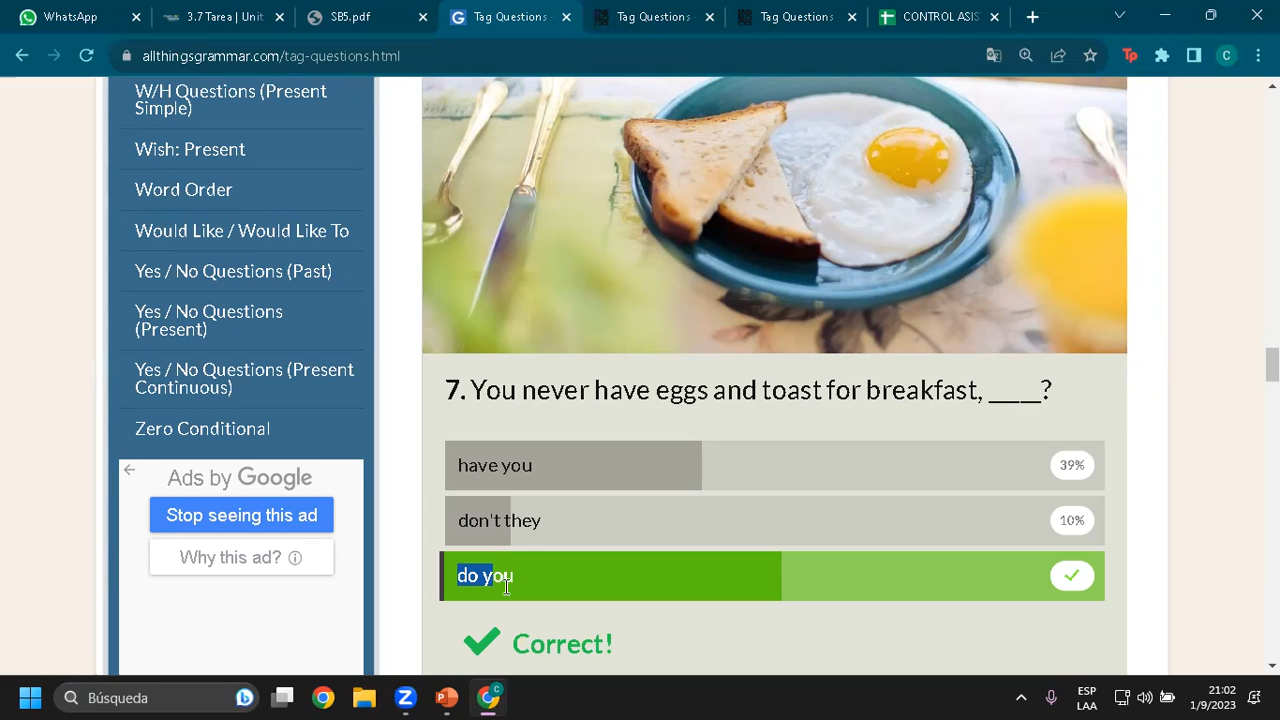 WhatsApp
3.7 Tarea | Unit
SB5.pdf
Tag Questions
Tag Questions
Tag Questions
CONTROL ASIS
allthingsgrammar.com/tag-questions.html
W/H Questions (Present
Simple)
Wish: Present
Word Order
Would Like / Would Like To
Yes / No Questions (Past)
Yes / No Questions
(Present)
Yes / No Questions (Present
Continuous)
Zero Conditional
Ads by Google
Stop seeing this ad
Why this ad?
7. You never have eggs and toast for breakfast, _____?
have you
39%
don't they
10%
do you
Correct!
Búsqueda
ESP
LAA
21:02
1/9/2023